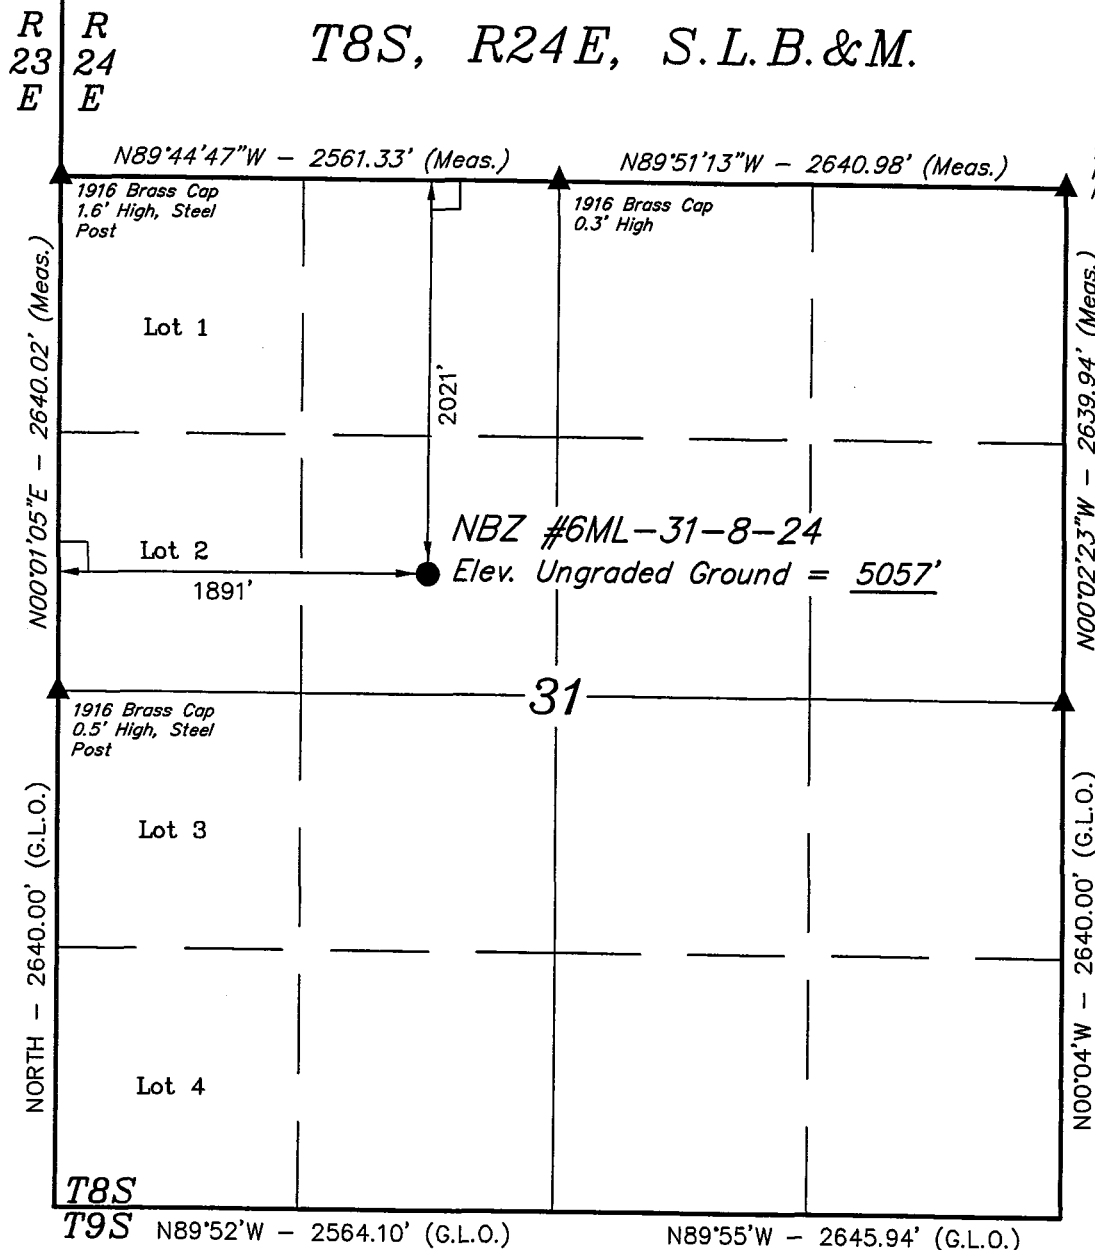 R R
23 24
E E
T8S, R24E, S.L.B.&M.
N89°44'47"W - 2561.33' (Meas.)
N89°51'13"W - 2640.98' (Meas.)
1916 Brass Cap
1.6' High, Steel
Post
1916 Brass Cap
0.3' High
N00°01'05"E - 2640.02' (Meas.)
N00°02'23"W - 2639.94' (Meas.)
Lot 1
2021'
Lot 2
1891'
NBZ #6ML-31-8-24
Elev. Ungraded Ground = 5057'
31
1916 Brass Cap
0.5' High, Steel
Post
NORTH - 2640.00' (G.L.O.)
N00°04'W - 2640.00' (G.L.O.)
Lot 3
Lot 4
T8S
T9S
N89°52'W - 2564.10' (G.L.O.)
N89°55'W - 2645.94' (G.L.O.)